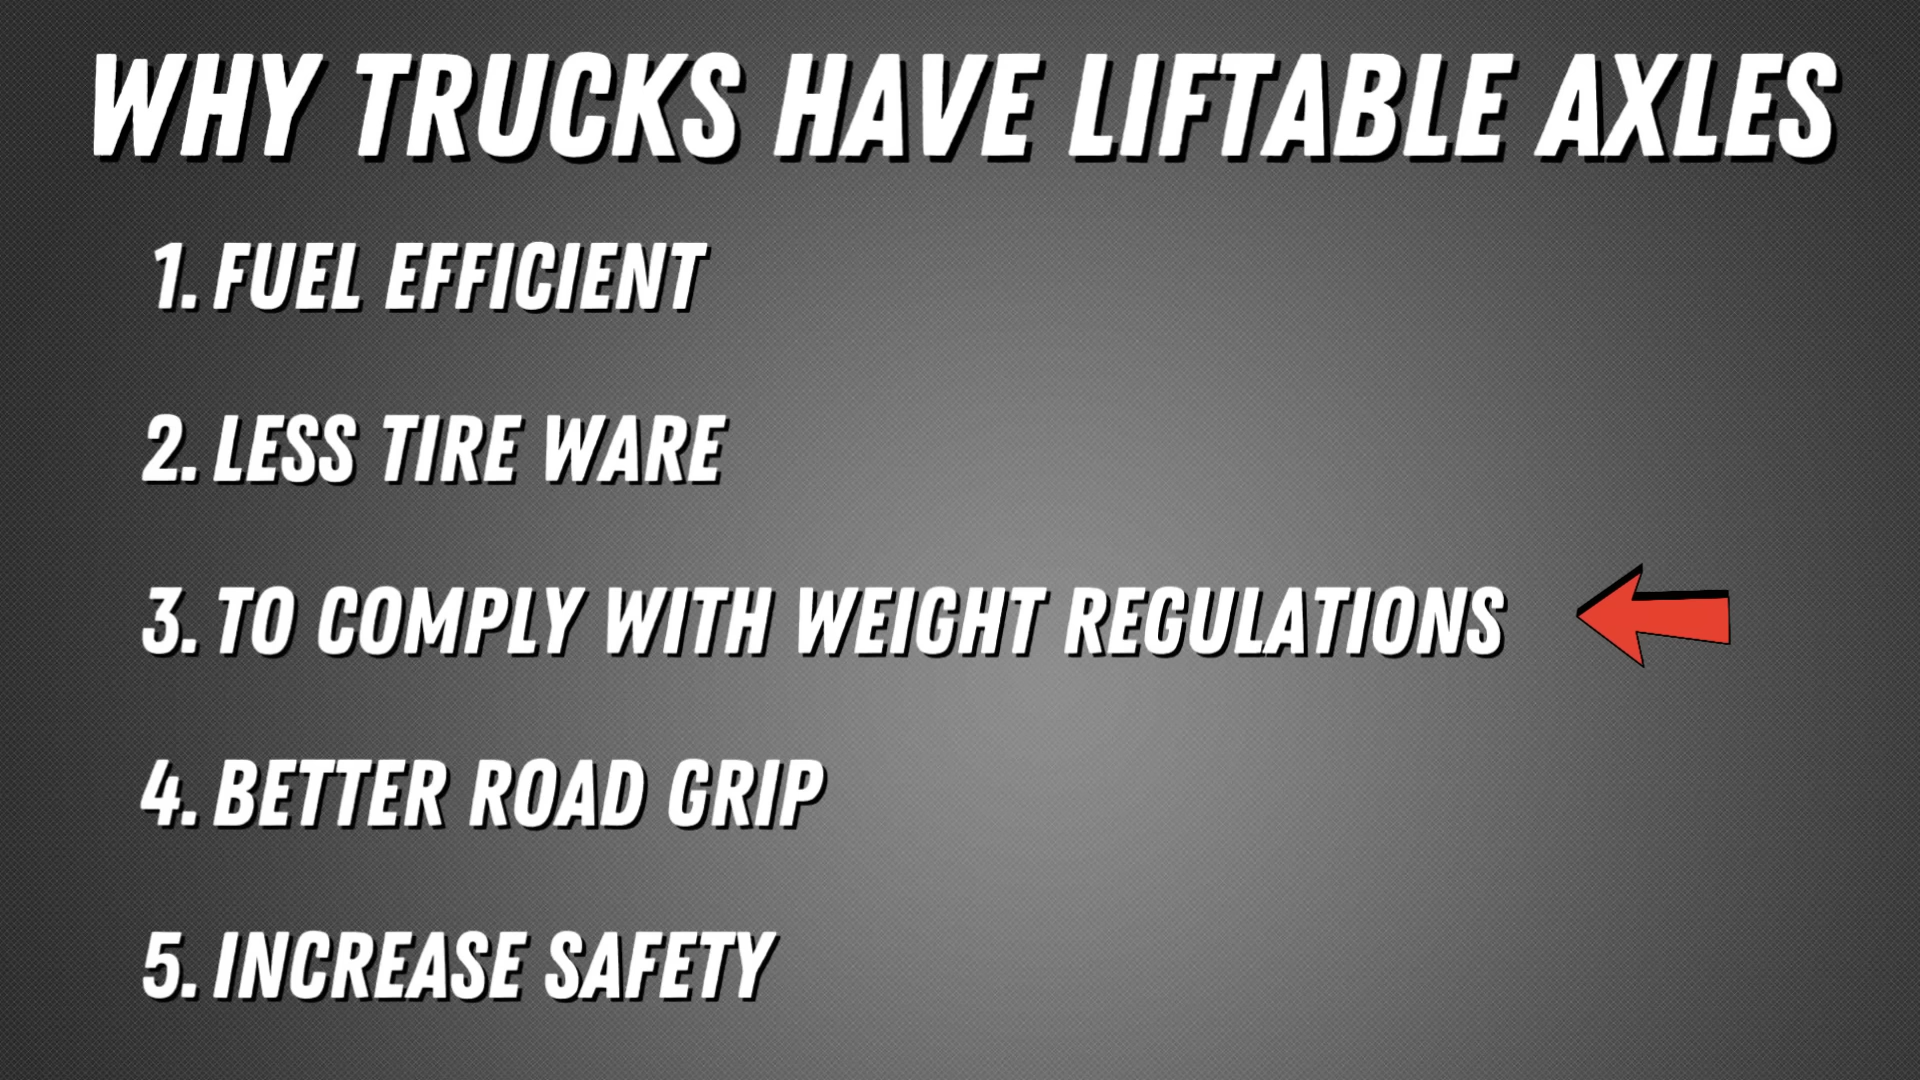 WHY TRUCKS HAVE LIFTABLE AXLES
1. FUEL EFFICIENT
2. LESS TIRE WARE
3. TO COMPLY WITH WEIGHT REGULATIONS
4. BETTER ROAD GRIP
5. INCREASE SAFETY